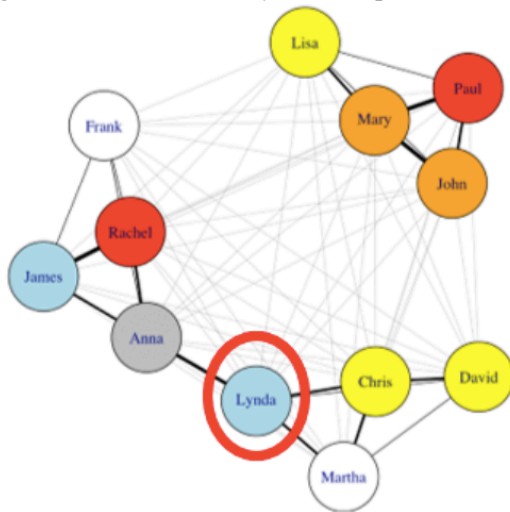 Lisa
Paul
Mary
Frank
John
Rachel
James
Anna
Chris
David
Lynda
Martha